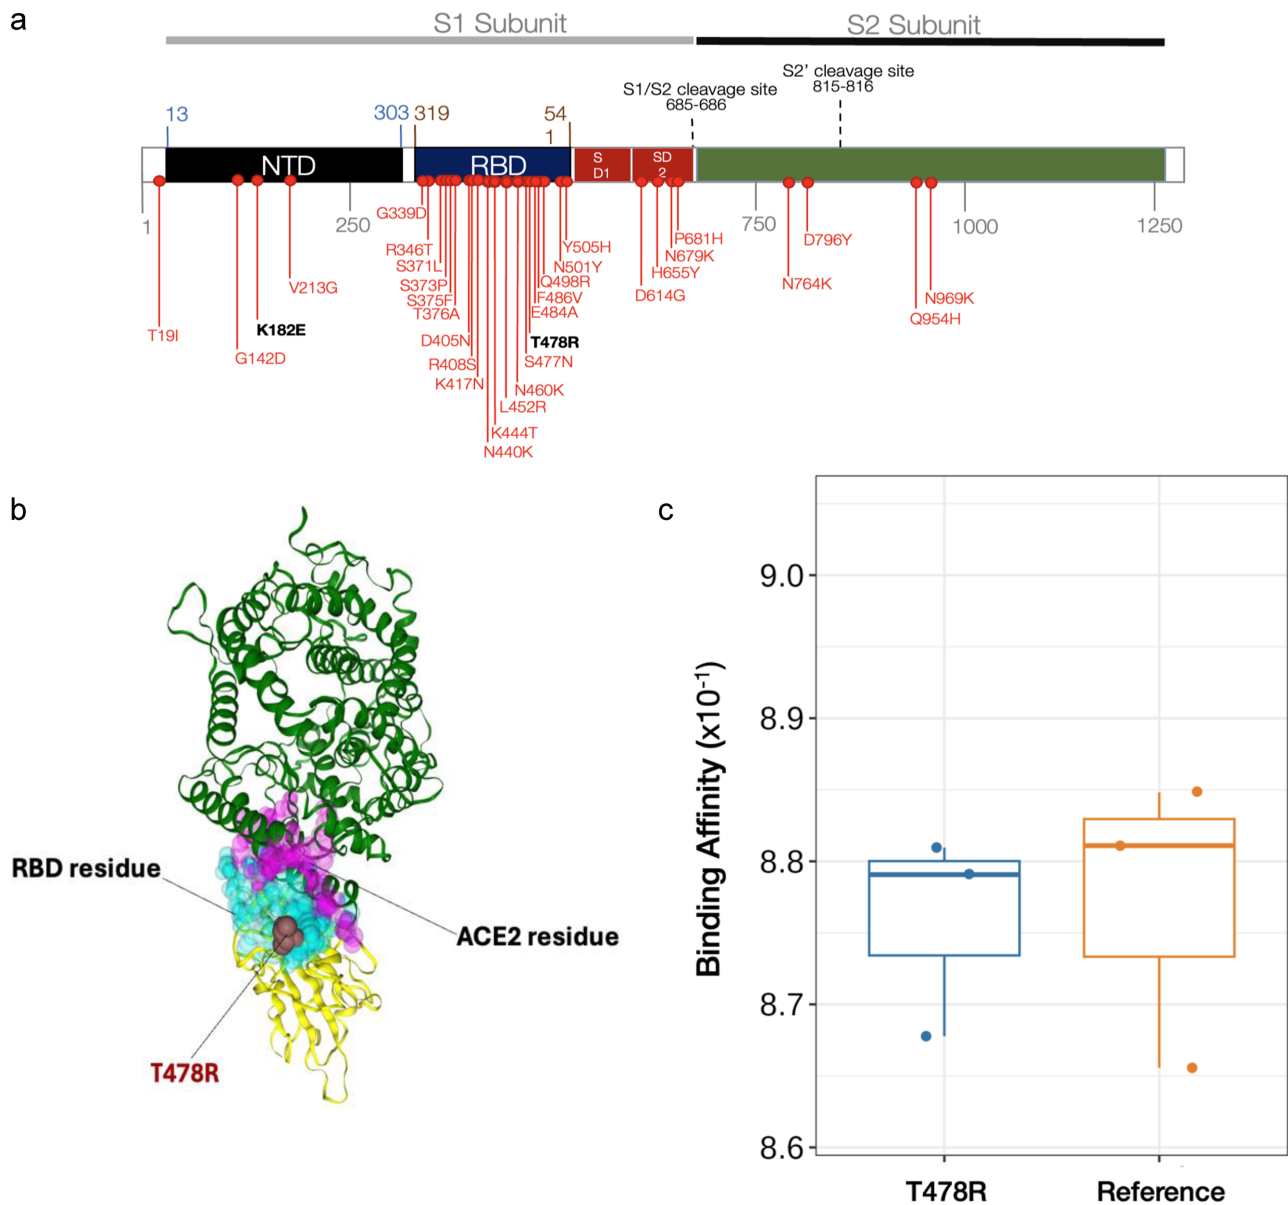 a
S1 Subunit
S2 Subunit
S1/S2 cleavage site
685-686
S2' cleavage site
815-816
13
303
319
54
1
NTD
RBD
S
D1
SD
2
1
250
750
1000
1250
T19I
G142D
K182E
V213G
G339D
R346T
S371L
S373P
S375F
T376A
D405N
R408S
K417N
N440K
K444T
L452R
N460K
S477N
T478R
E484A
F486V
Q498R
N501Y
Y505H
D614G
H655Y
N679K
P681H
N764K
D796Y
Q954H
N969K
b
RBD residue
ACE2 residue
T478R
c
Binding Affinity (x10⁻¹)
9.0
8.9
8.8
8.7
8.6
T478R
Reference